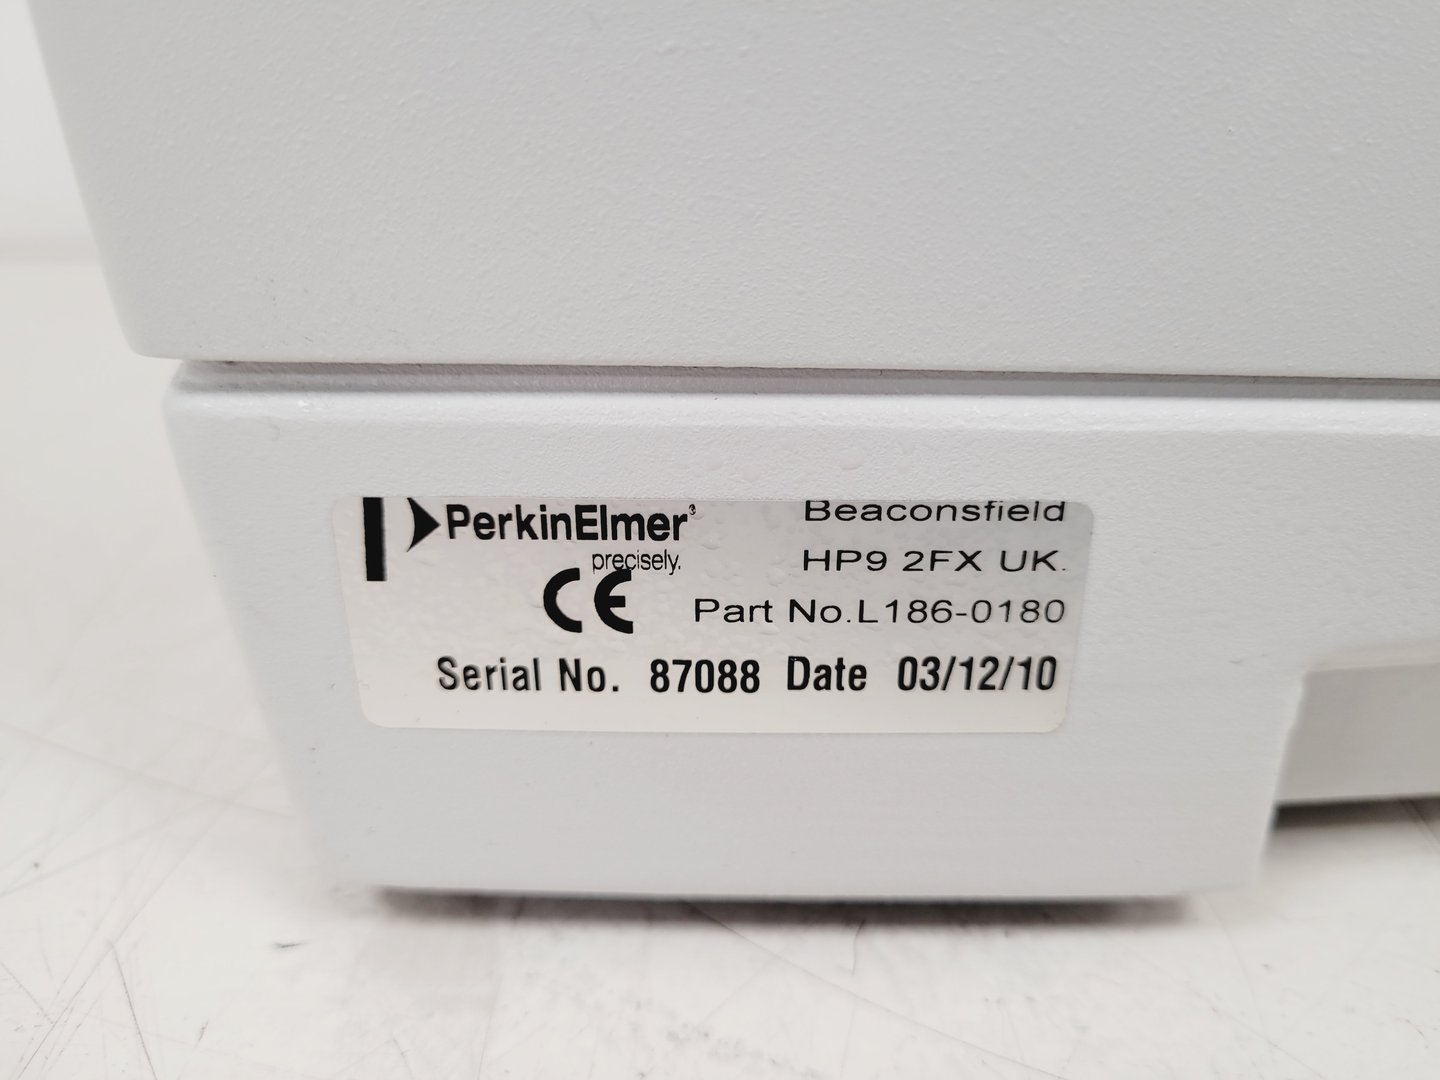 PerkinElmer
precisely.
Beaconsfield
HP9 2FX UK.
CE
Part No.L186-0180
Serial No. 87088 Date 03/12/10